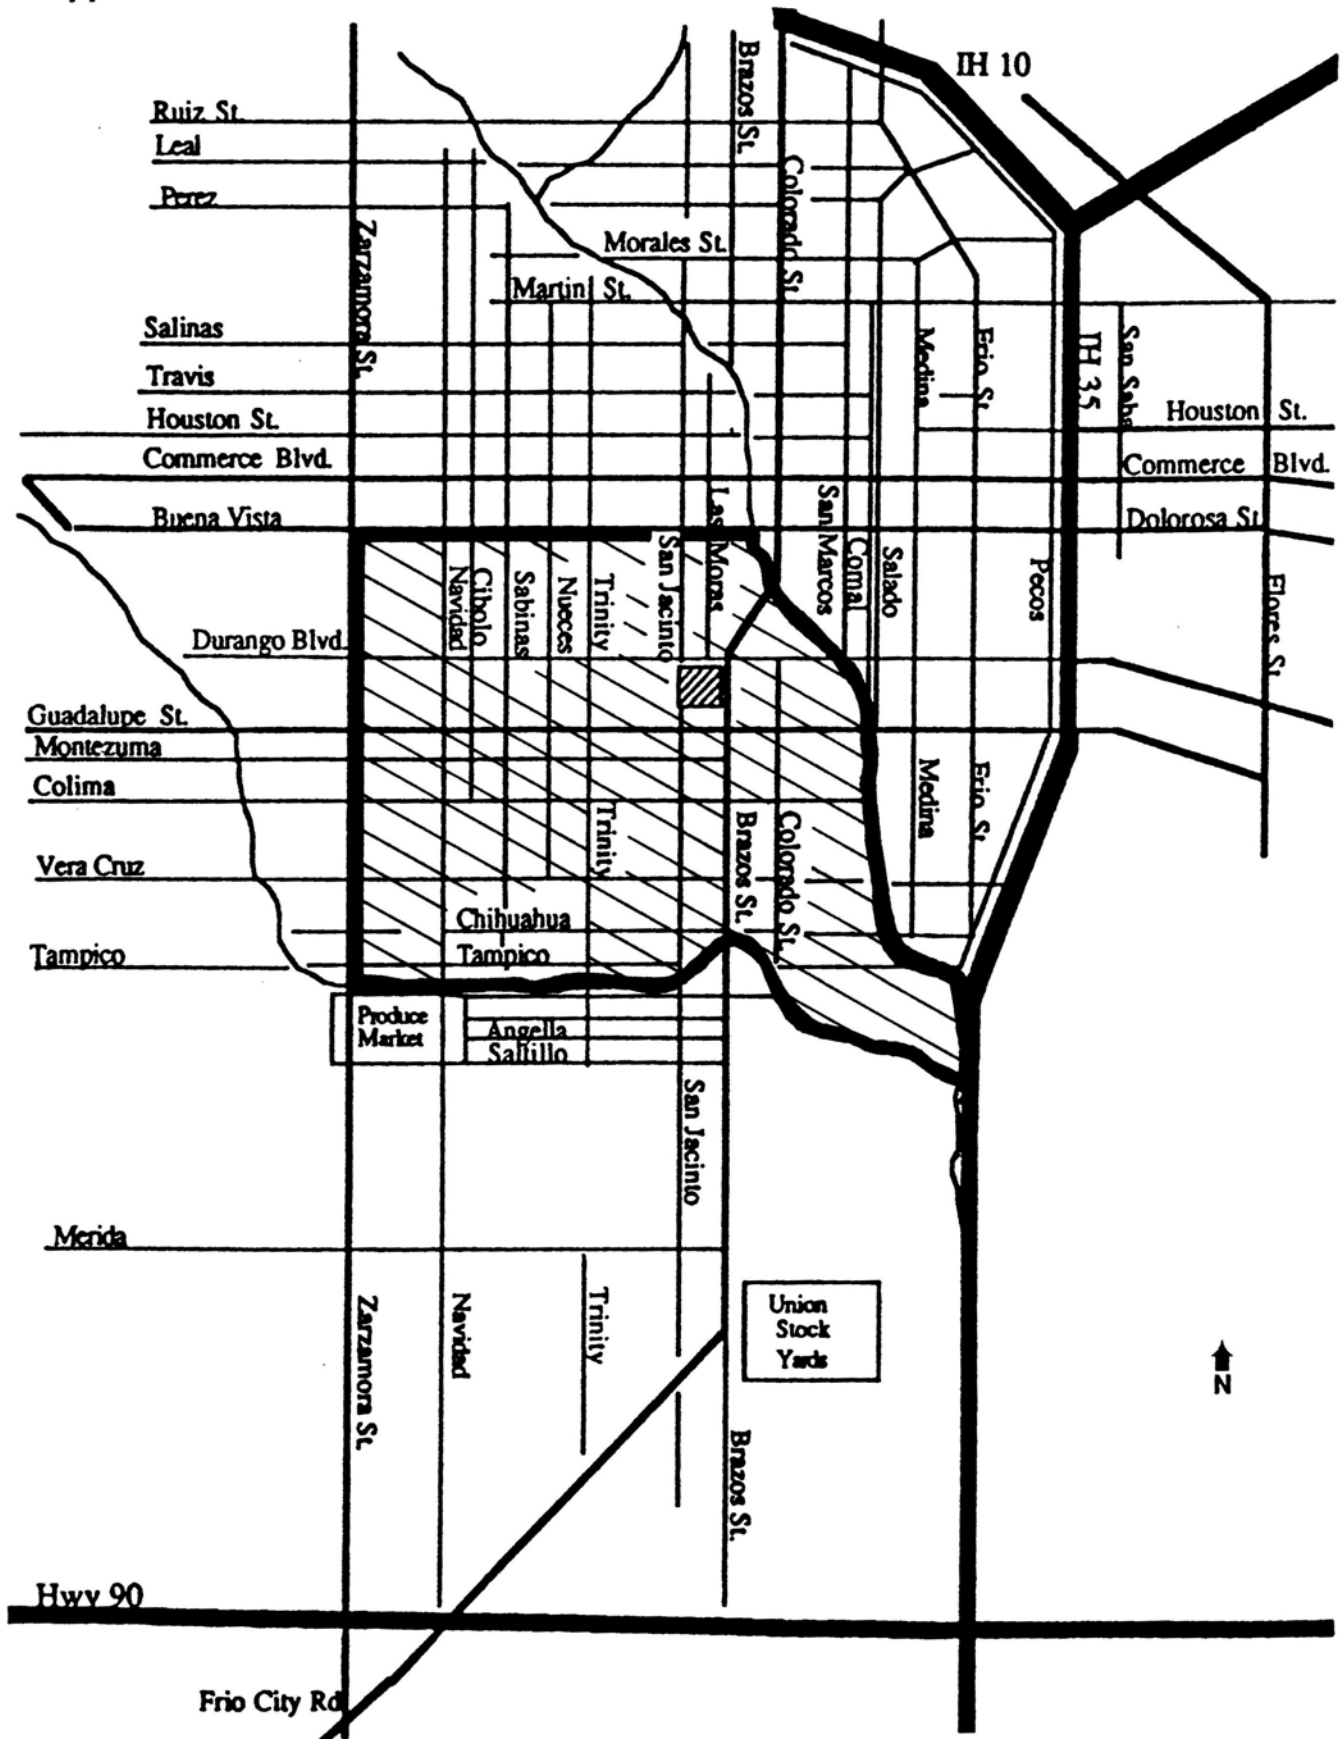 IH 10
Brazos St.
Ruiz St.
Leal
Perez
Colorado St.
Zarzamora St.
Morales St.
Martin St.
Salinas
Medina
Frio St.
IH 35
San Saba
Travis
Houston St.
Houston St.
Commerce Blvd.
Commerce Blvd.
Buena Vista
Dolorosa St.
Las Moras
San Marcos
San Jacinto
Comal
Salado
Pecos
Navidad
Cibolo
Sabinas
Nueces
Trinity
Flores St.
Durango Blvd.
Guadalupe St.
Montezuma
Colima
Medina
Frio St.
Trinity
Brazos St.
Colorado St.
Vera Cruz
Chihuahua
Tampico
Tampico
Produce
Market
Angella
Saltillo
San Jacinto
Merida
Zarzamora St.
Navidad
Trinity
Union
Stock
Yards
N
Brazos St.
Hwy 90
Frio City Rd